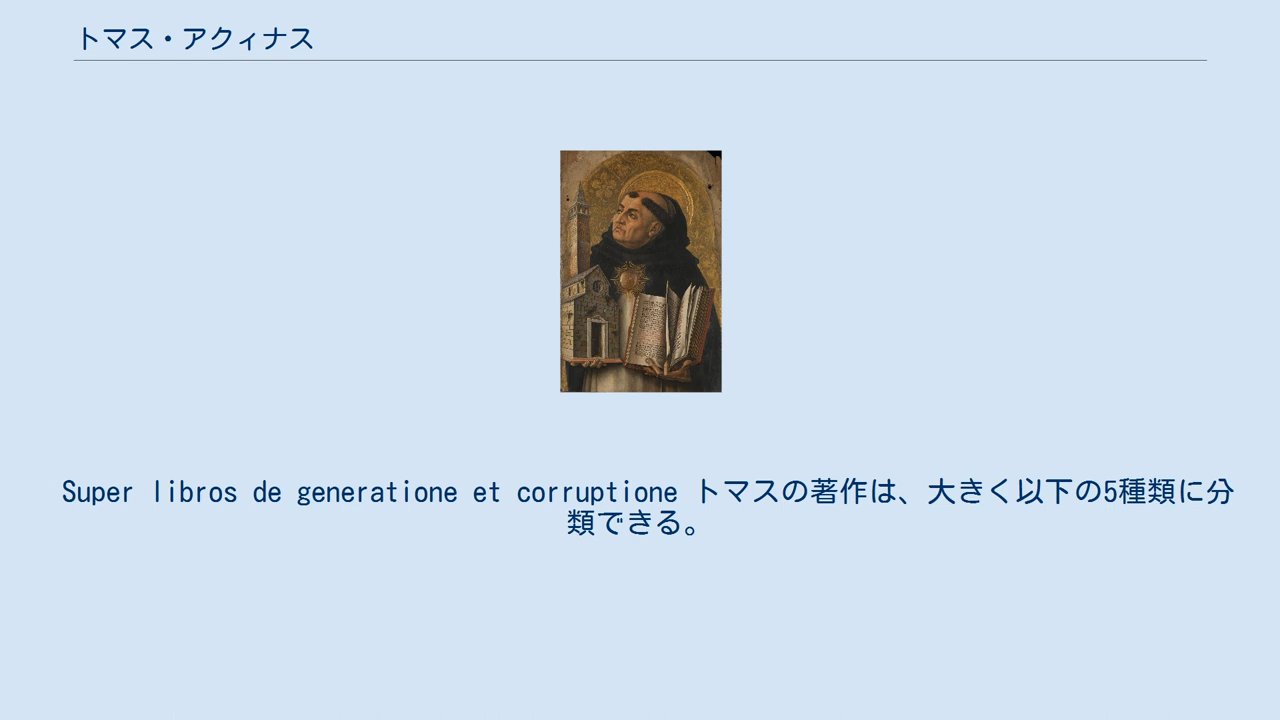 トマス・アクィナス
Super libros de generatione et corruptione トマスの著作は、大きく以下の5種類に分
類できる。